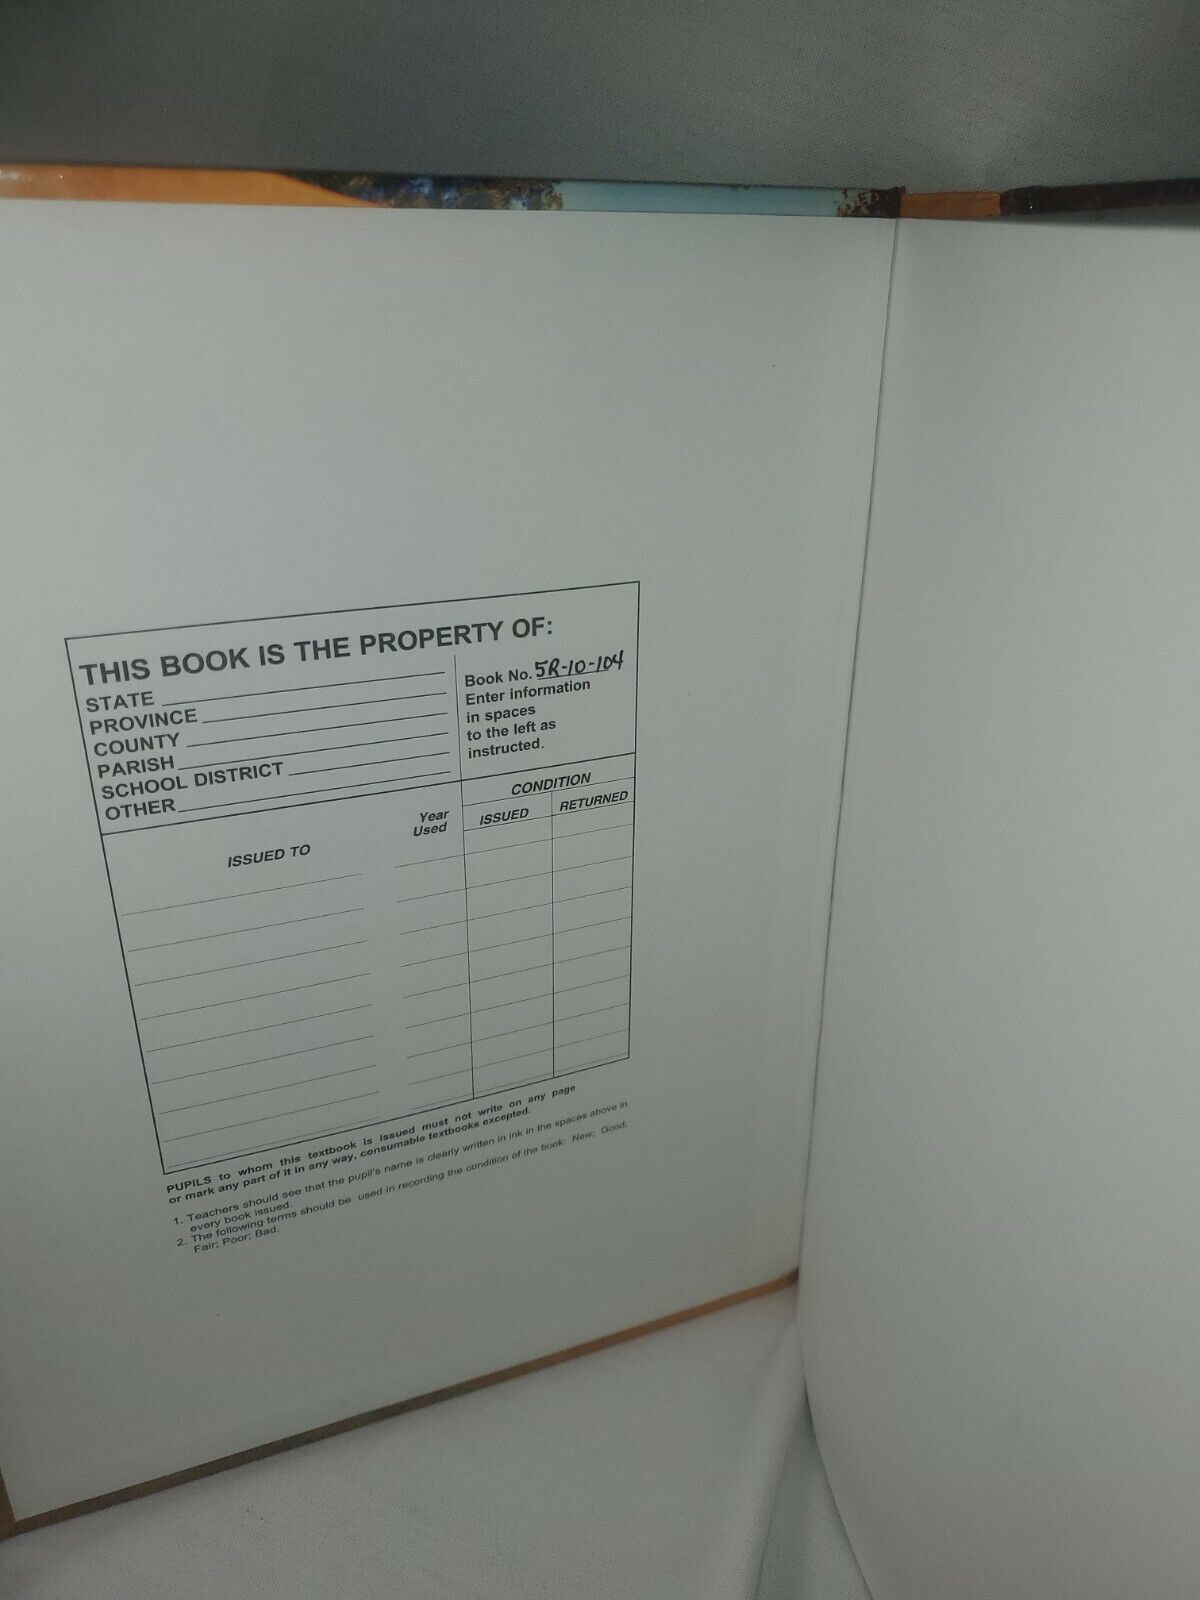 THIS BOOK IS THE PROPERTY OF:
STATE
PROVINCE
COUNTY
PARISH
SCHOOL DISTRICT
OTHER
Book No. 5R-10-104
Enter information
in spaces
to the left as
instructed.
ISSUED TO
Year
Used
CONDITION
ISSUED
RETURNED
PUPILS to whom this textbook is issued must not write on any page
or mark any part of it in any way, consumable textbooks excepted.
1. Teachers should see that the pupil's name is clearly written in ink in the spaces above in
every book issued.
2. The following terms should be used in recording the condition of the book: New; Good;
Fair; Poor; Bad.